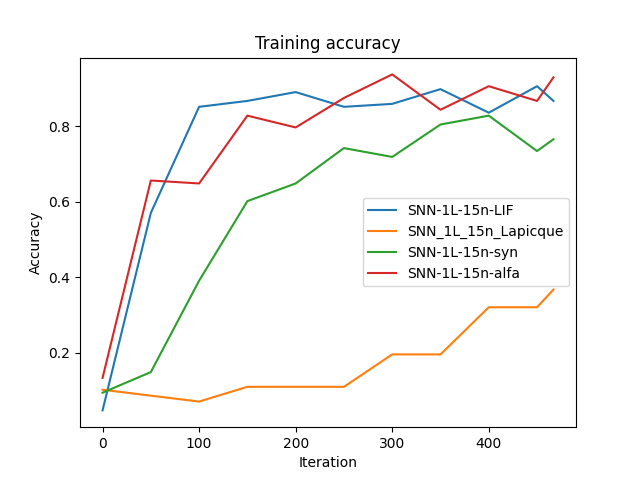 Training accuracy
Accuracy
0.8
0.6
0.4
0.2
SNN-1L-15n-LIF
SNN_1L_15n_Lapicque
SNN-1L-15n-syn
SNN-1L-15n-alfa
0 100 200 300 400
Iteration